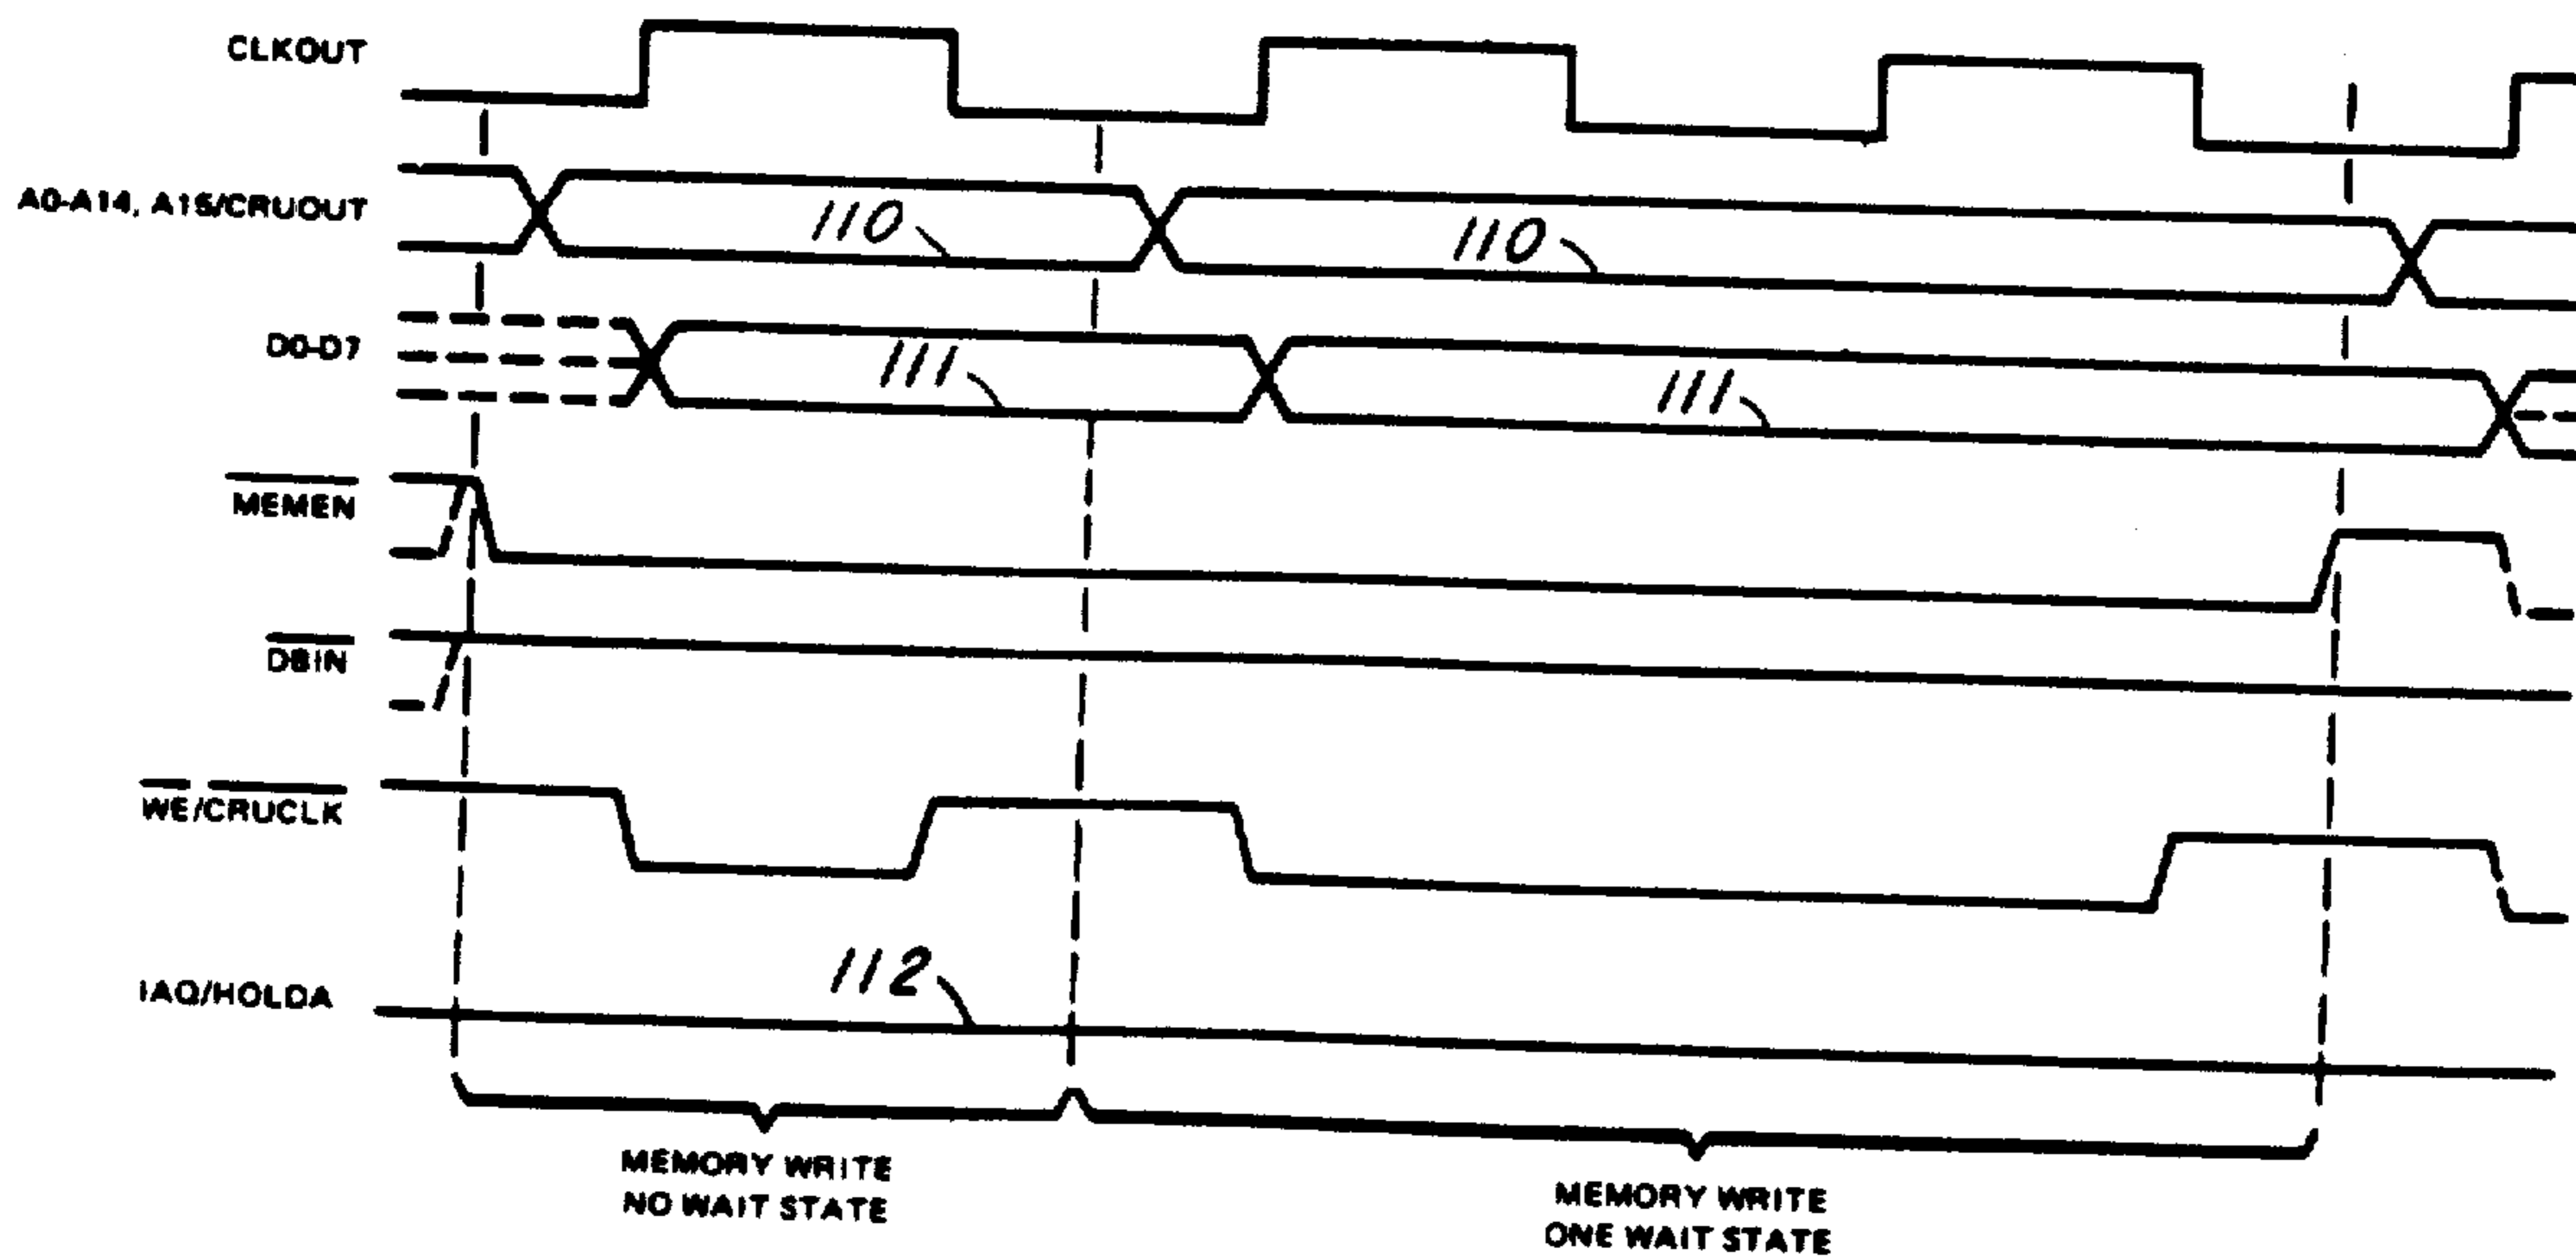 CLKOUT
A0-A14, A15/CRUOUT
110
110
D0-D7
111
111
MEMEN
DBIN
WE/CRUCLK
IAQ/HOLDA
112
MEMORY WRITE
NO WAIT STATE
MEMORY WRITE
ONE WAIT STATE